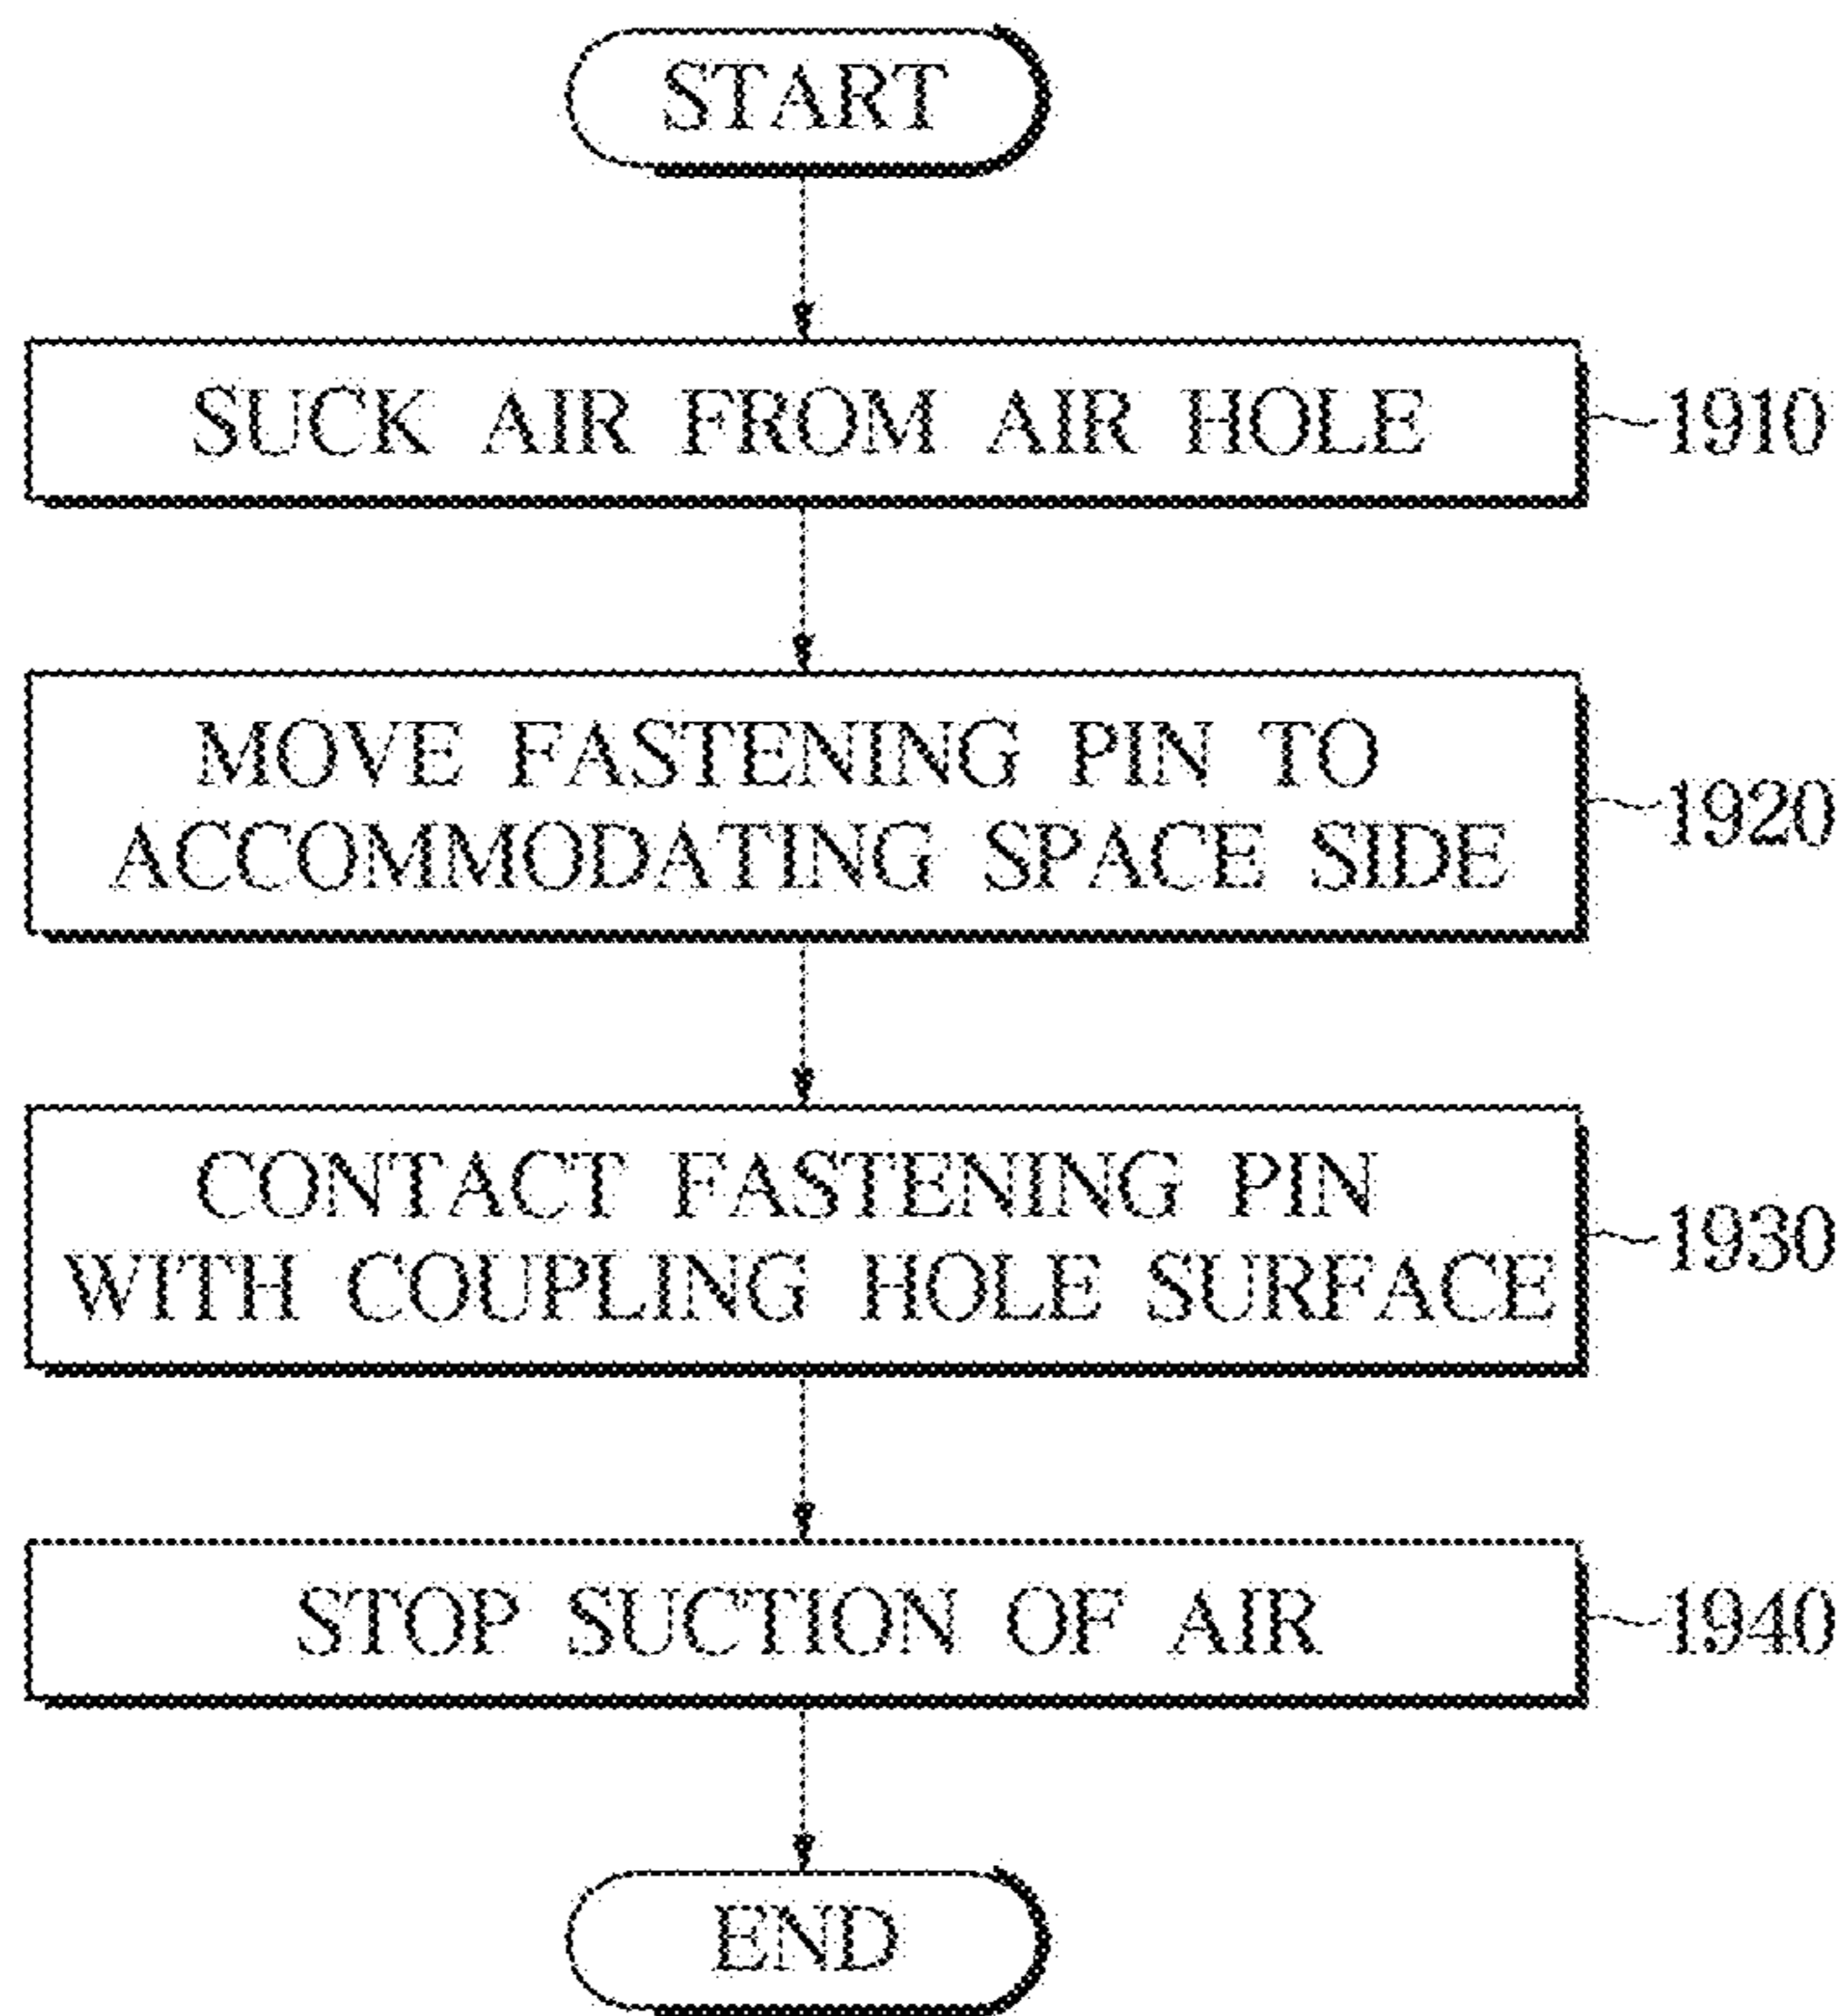 START
SUCK AIR FROM AIR HOLE
1910
MOVE FASTENING PIN TO
ACCOMMODATING SPACE SIDE
1920
CONTACT FASTENING PIN
WITH COUPLING HOLE SURFACE
1930
STOP SUCTION OF AIR
1940
END